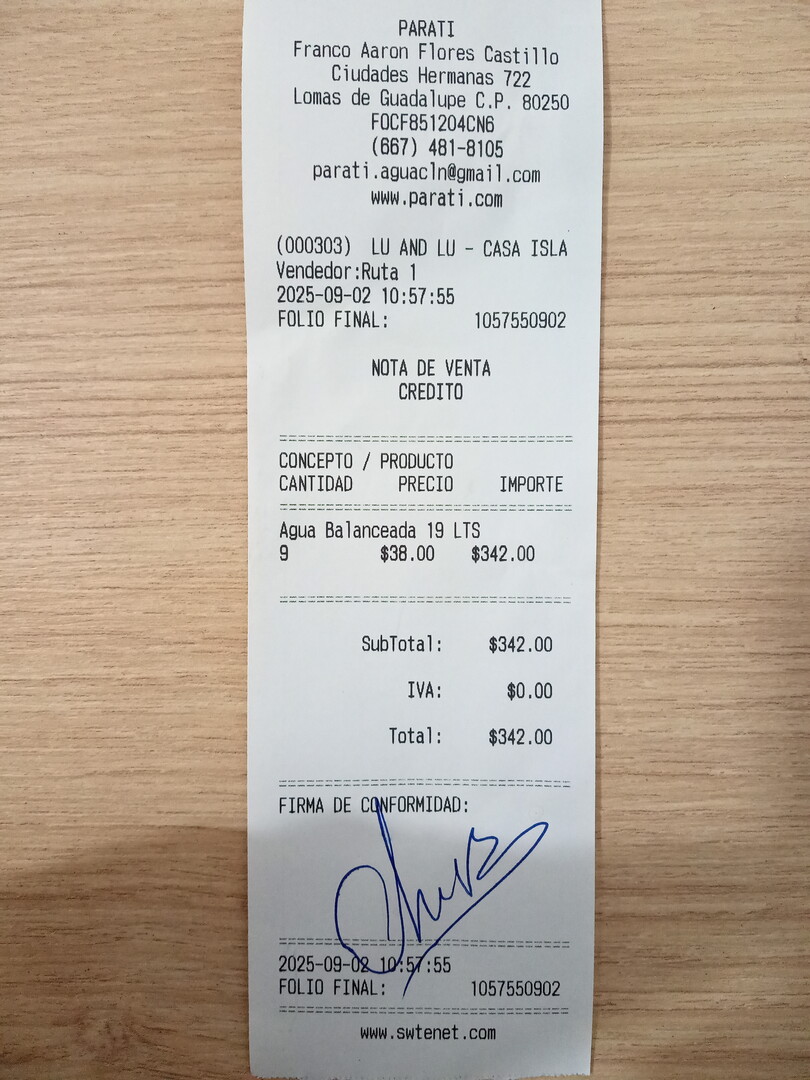 PARATI
Franco Aaron Flores Castillo
Ciudades Hermanas 722
Lomas de Guadalupe C.P. 80250
FOCF851204CN6
(667) 481-8105
parati.aguacln@gmail.com
www.parati.com
(000303) LU AND LU - CASA ISLA
Vendedor:Ruta 1
2025-09-02 10:57:55
FOLIO FINAL: 1057550902
NOTA DE VENTA
CREDITO
CONCEPTO / PRODUCTO
CANTIDAD PRECIO IMPORTE
Agua Balanceada 19 LTS
9 $38.00 $342.00
SubTotal: $342.00
IVA: $0.00
Total: $342.00
FIRMA DE CONFORMIDAD:
2025-09-02 10:57:55
FOLIO FINAL: 1057550902
www.swtenet.com